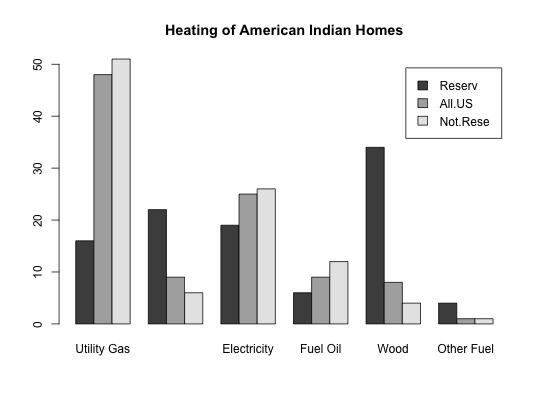 Heating of American Indian Homes
Reserv
All.US
Not.Rese
50
40
30
20
10
0
Utility Gas Electricity Fuel Oil Wood Other Fuel